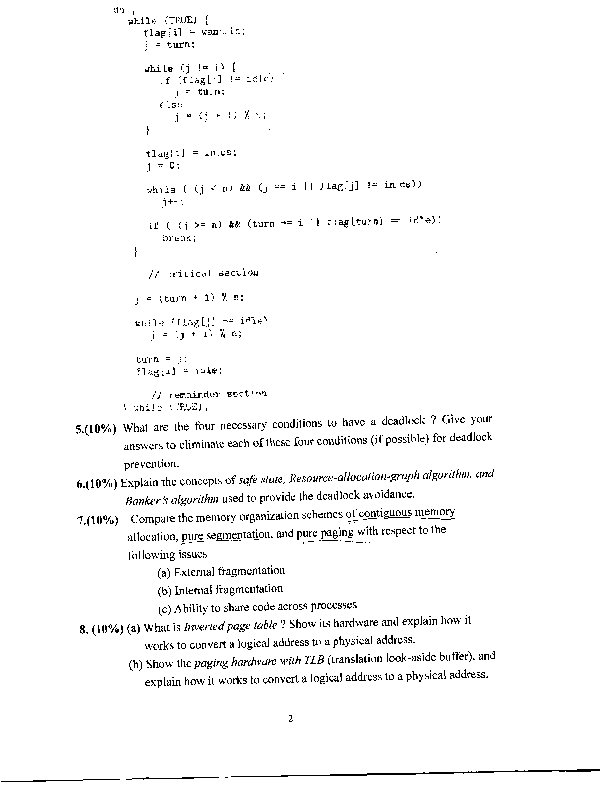 do {
while (TRUE) {
flag[i] = want_in;
j = turn;
while (j != i) {
if (flag[j] != idle) {
j = turn;
else
j = (j + 1) % n;
}
flag[i] = in_cs;
j = 0;
while ( (j < n) && (j == i || flag[j] != in_cs))
j++;
if ( (j >= n) && (turn == i || flag[turn] == idle))
break;
}
// critical section
j = (turn + 1) % n;
while (flag[j] == idle)
j = (j + 1) % n;
turn = j;
flag[i] = idle;
// remainder section
} while (TRUE);
5.(10%) What are the four necessary conditions to have a deadlock ? Give your
answers to eliminate each of these four conditions (if possible) for deadlock
prevention.
6.(10%) Explain the concepts of safe state, Resource-allocation-graph algorithm, and
Banker's algorithm used to provide the deadlock avoidance.
7.(10%) Compare the memory organization schemes of contiguous memory
allocation, pure segmentation, and pure paging with respect to the
following issues
(a) External fragmentation
(b) Internal fragmentation
(c) Ability to share code across processes
8. (10%) (a) What is Inverted page table ? Show its hardware and explain how it
works to convert a logical address to a physical address.
(b) Show the paging hardware with TLB (translation look-aside buffer), and
explain how it works to convert a logical address to a physical address.
2